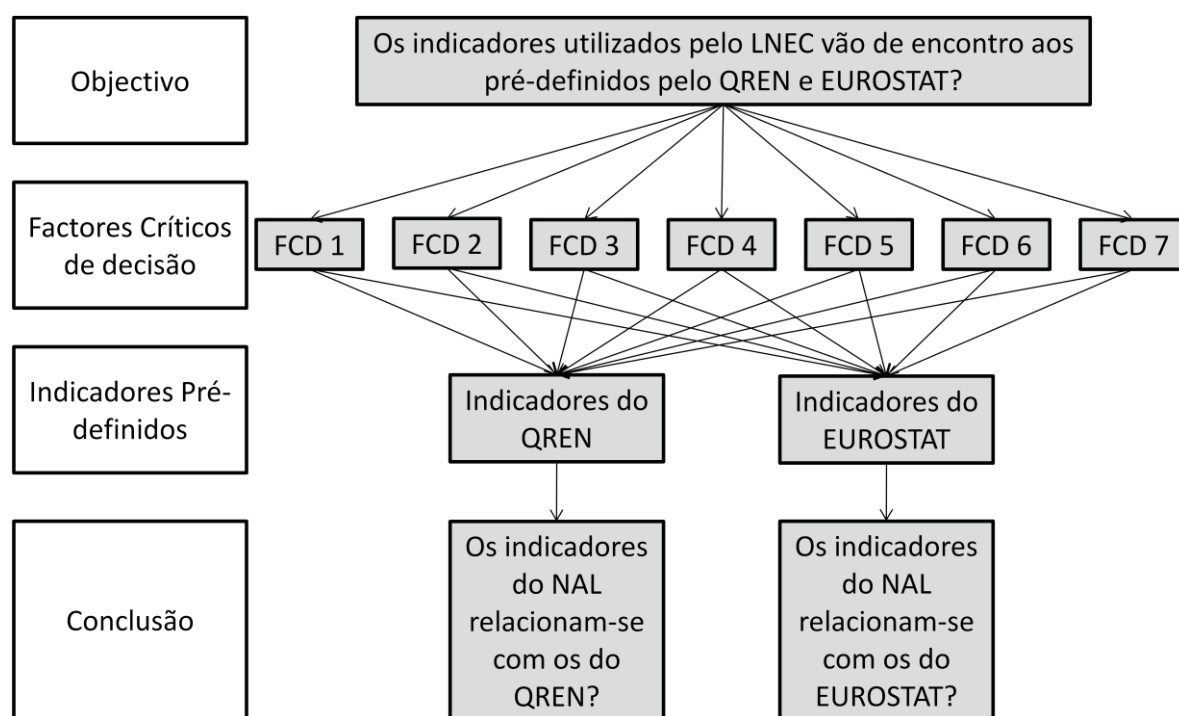 Objectivo
Os indicadores utilizados pelo LNEC vão de encontro aos
pré-definidos pelo QREN e EUROSTAT?
Factores Críticos
de decisão
FCD 1
FCD 2
FCD 3
FCD 4
FCD 5
FCD 6
FCD 7
Indicadores Pré-
definidos
Indicadores do
QREN
Indicadores do
EUROSTAT
Conclusão
Os indicadores
do NAL
relacionam-se
com os do
QREN?
Os indicadores
do NAL
relacionam-se
com os do
EUROSTAT?